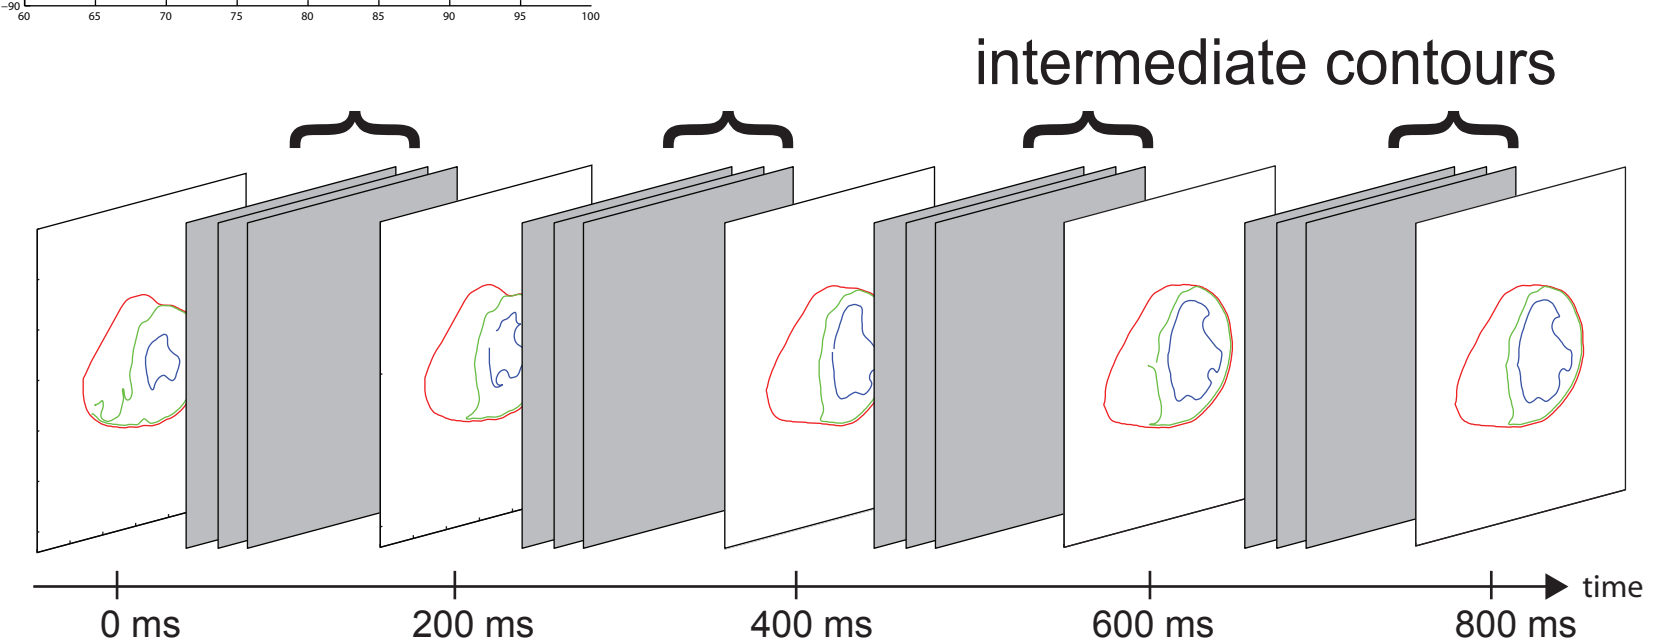 −90
60 65 70 75 80 85 90 95 100
intermediate contours
time
0 ms 200 ms 400 ms 600 ms 800 ms